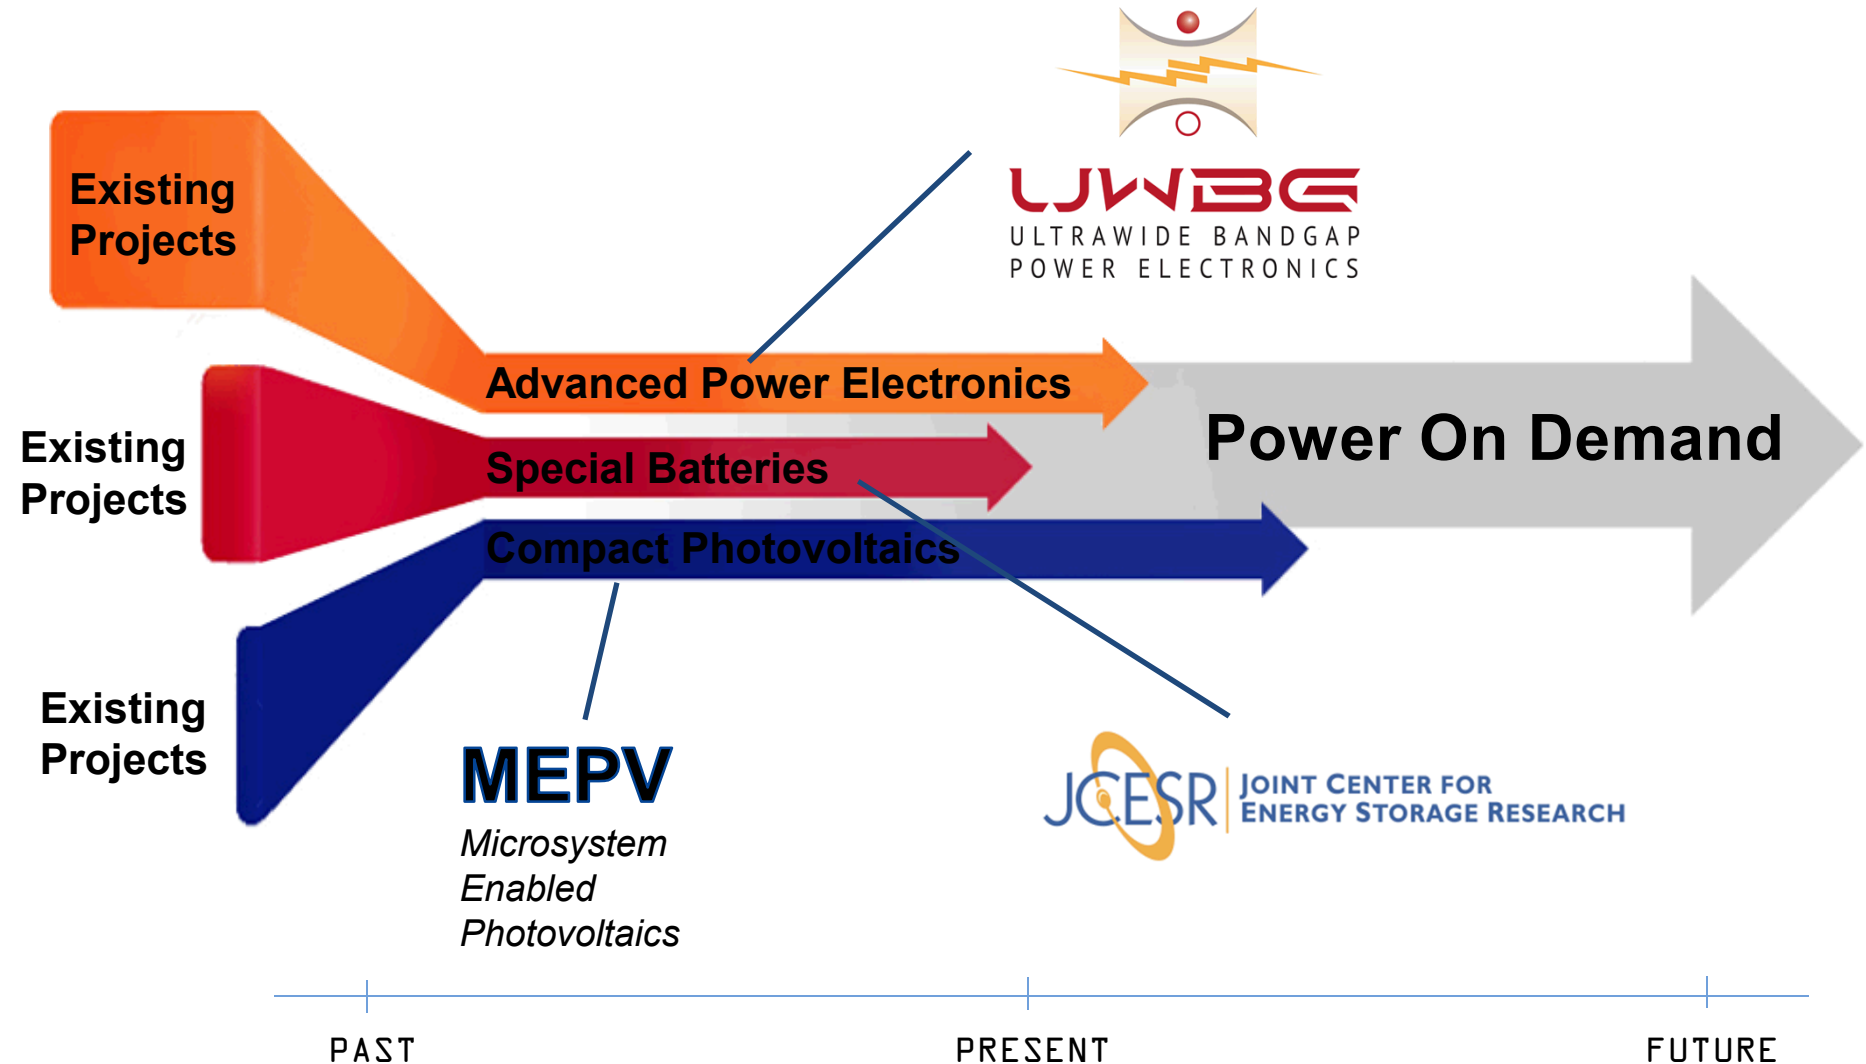 UWBG
ULTRAWIDE BANDGAP
POWER ELECTRONICS
Existing
Projects
Advanced Power Electronics
Power On Demand
Existing
Projects
Special Batteries
Compact Photovoltaics
Existing
Projects
MEPV
Microsystem
Enabled
Photovoltaics
JCESR
JOINT CENTER FOR
ENERGY STORAGE RESEARCH
PAST
PRESENT
FUTURE